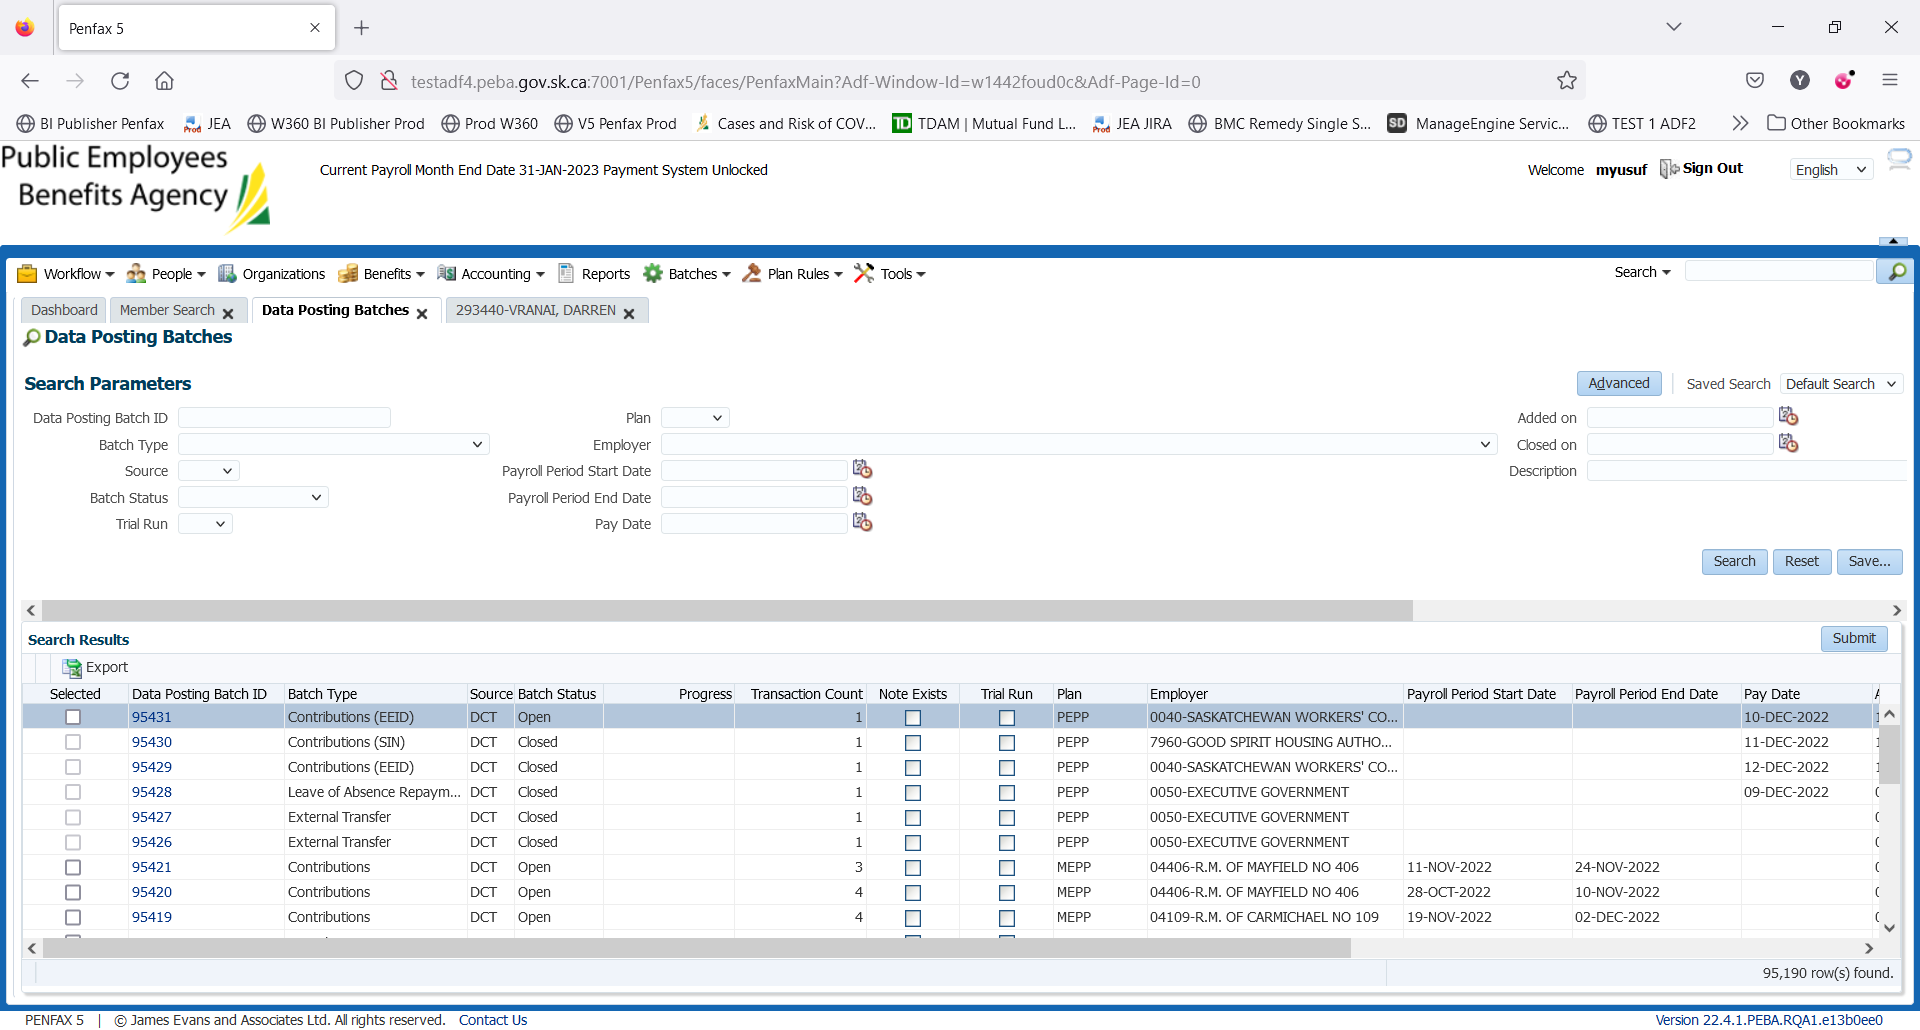 Penfax 5
testadf4.peba.gov.sk.ca:7001/Penfax5/faces/PenfaxMain?Adf-Window-Id=w1442foud0c&Adf-Page-Id=0
BI Publisher Penfax JEA W360 BI Publisher Prod Prod W360 V5 Penfax Prod Cases and Risk of COV... TDAM | Mutual Fund L... JEA JIRA BMC Remedy Single S... ManageEngine Servic... TEST 1 ADF2 Other Bookmarks
Public Employees
Benefits Agency
Current Payroll Month End Date 31-JAN-2023 Payment System Unlocked
Welcome myusuf Sign Out English
Workflow People Organizations Benefits Accounting Reports Batches Plan Rules Tools Search
Dashboard Member Search Data Posting Batches 293440-VRANAI, DARREN
Data Posting Batches
Search Parameters Advanced Saved Search Default Search
Data Posting Batch ID Plan Added on
Batch Type Employer Closed on
Source Payroll Period Start Date Description
Batch Status Payroll Period End Date
Trial Run Pay Date
Search Reset Save...
Search Results Submit
Export
Selected Data Posting Batch ID Batch Type Source Batch Status Progress Transaction Count Note Exists Trial Run Plan Employer Payroll Period Start Date Payroll Period End Date Pay Date
95431 Contributions (EEID) DCT Open 1 PEPP 0040-SASKATCHEWAN WORKERS' CO... 10-DEC-2022
95430 Contributions (SIN) DCT Closed 1 PEPP 7960-GOOD SPIRIT HOUSING AUTHO... 11-DEC-2022
95429 Contributions (EEID) DCT Closed 1 PEPP 0040-SASKATCHEWAN WORKERS' CO... 12-DEC-2022
95428 Leave of Absence Repaym... DCT Closed 1 PEPP 0050-EXECUTIVE GOVERNMENT 09-DEC-2022
95427 External Transfer DCT Closed 1 PEPP 0050-EXECUTIVE GOVERNMENT
95426 External Transfer DCT Closed 1 PEPP 0050-EXECUTIVE GOVERNMENT
95421 Contributions DCT Open 3 MEPP 04406-R.M. OF MAYFIELD NO 406 11-NOV-2022 24-NOV-2022
95420 Contributions DCT Open 4 MEPP 04406-R.M. OF MAYFIELD NO 406 28-OCT-2022 10-NOV-2022
95419 Contributions DCT Open 4 MEPP 04109-R.M. OF CARMICHAEL NO 109 19-NOV-2022 02-DEC-2022
95,190 row(s) found.
PENFAX 5 | © James Evans and Associates Ltd. All rights reserved. Contact Us Version 22.4.1.PEBA.RQA1.e13b0ee0